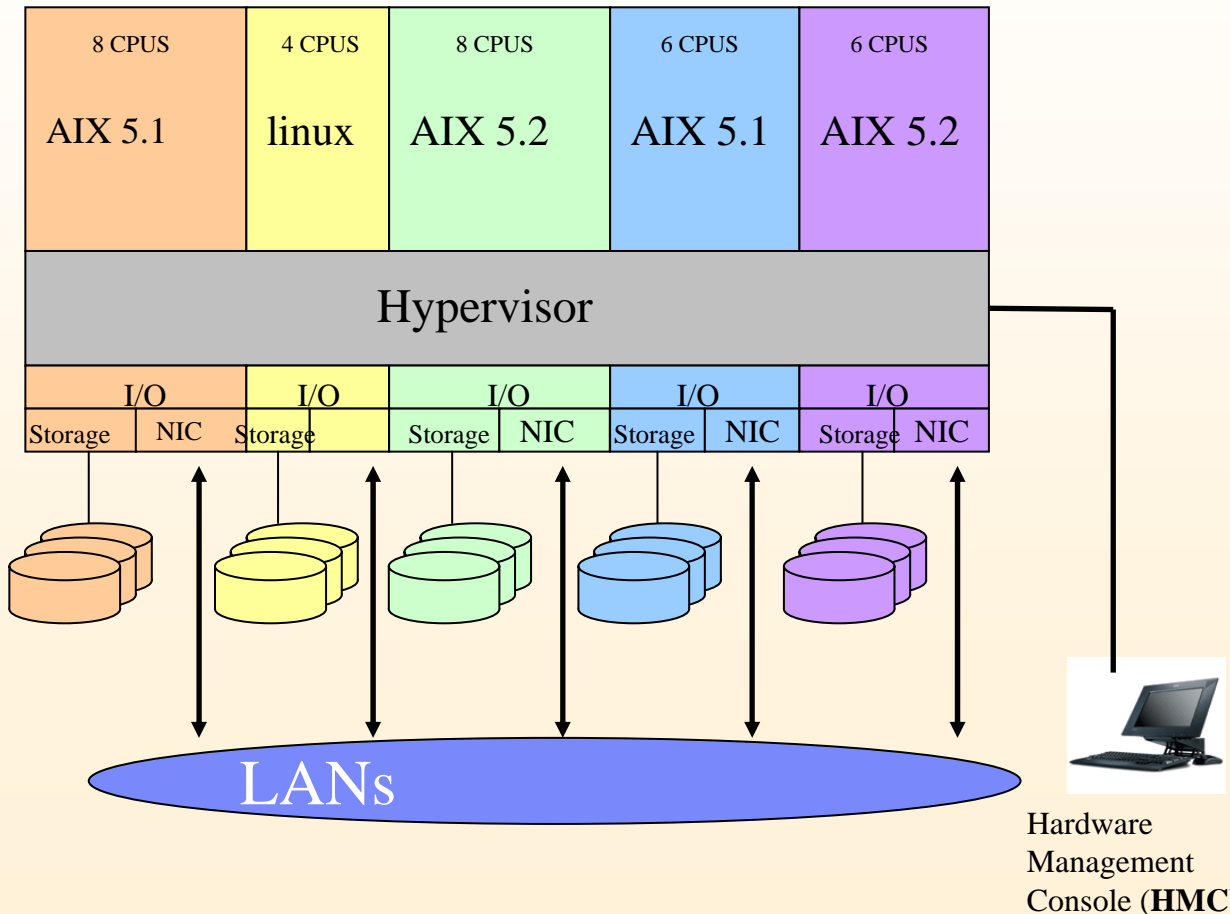 8 CPUS
4 CPUS
8 CPUS
6 CPUS
6 CPUS
AIX 5.1
linux
AIX 5.2
AIX 5.1
AIX 5.2
Hypervisor
I/O
I/O
I/O
I/O
I/O
Storage
NIC
Storage
Storage
NIC
Storage
NIC
Storage
NIC
LANs
Hardware
Management
Console (HMC